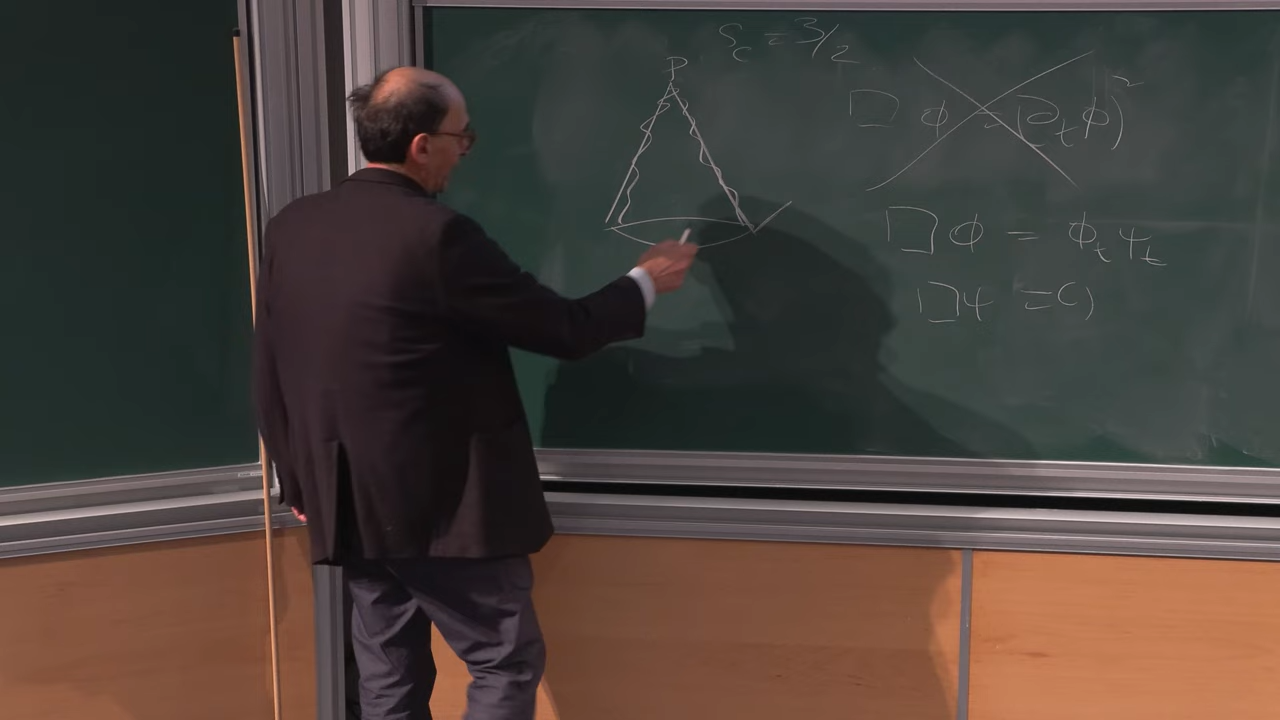 S_c = 3/2
P
□ φ = (∂_t φ)²
□ φ = φ_t ψ_t
□ ψ = 0